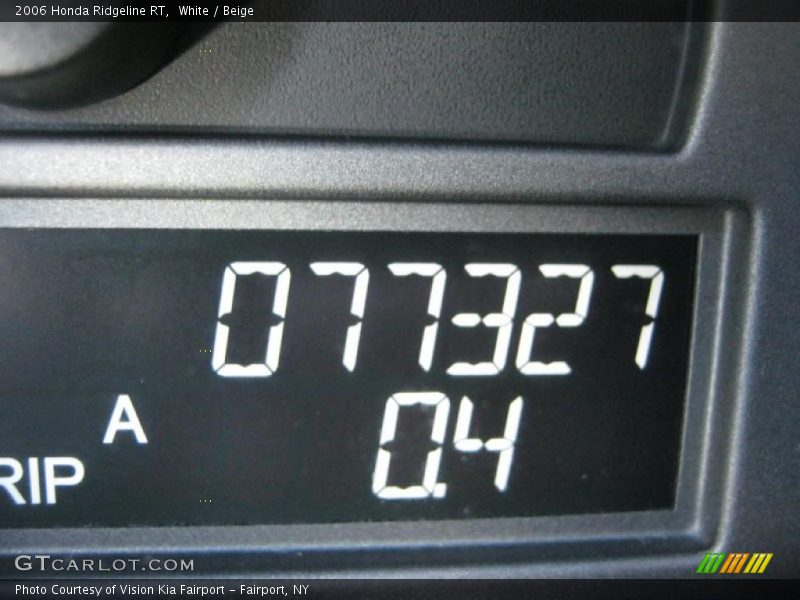 2006 Honda Ridgeline RT, White / Beige
077327
A 0.4
RIP
GTCARLOT.COM
Photo Courtesy of Vision Kia Fairport - Fairport, NY